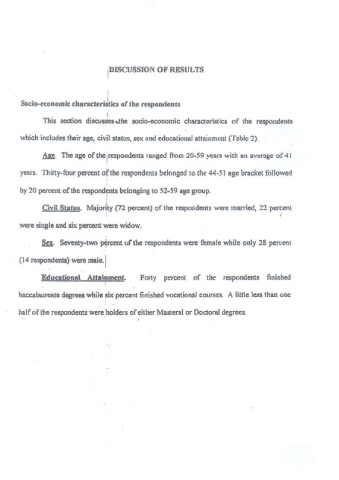 DISCUSSION OF RESULTS
Socio-economic characteristics of the respondents
This section discusses the socio-economic characteristics of the respondents
which includes their age, civil status, sex and educational attainment (Table 2).
Age. The age of the respondents ranged from 20-59 years with an average of 41
years. Thirty-four percent of the respondents belonged to the 44-51 age bracket followed
by 20 percent of the respondents belonging to 52-59 age group.
Civil Status. Majority (72 percent) of the respondents were married, 22 percent
were single and six percent were widow.
Sex. Seventy-two percent of the respondents were female while only 28 percent
(14 respondents) were male.
Educational Attainment. Forty percent of the respondents finished
baccalaureate degrees while six percent finished vocational courses. A little less than one
half of the respondents were holders of either Masteral or Doctoral degrees.